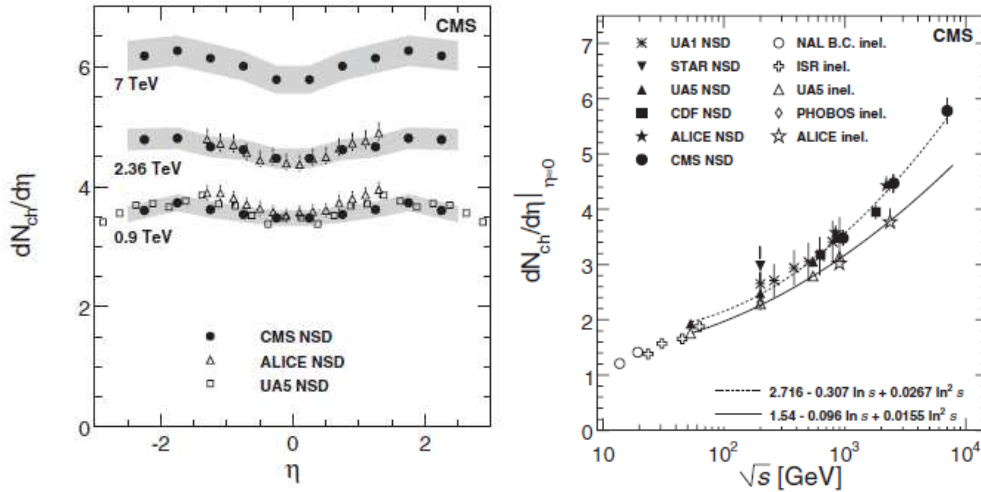 CMS
6
4
2
0
7 TeV
2.36 TeV
0.9 TeV
CMS NSD
ALICE NSD
UA5 NSD
-2
0
2
η
dN_ch/dη
CMS
7
6
5
4
3
2
1
0
UA1 NSD
STAR NSD
UA5 NSD
CDF NSD
ALICE NSD
CMS NSD
NAL B.C. inel.
ISR inel.
UA5 inel.
PHOBOS inel.
ALICE inel.
2.716 - 0.307 ln s + 0.0267 ln² s
1.54 - 0.096 ln s + 0.0155 ln² s
10
10²
10³
10⁴
√s [GeV]
dN_ch/dη|η=0